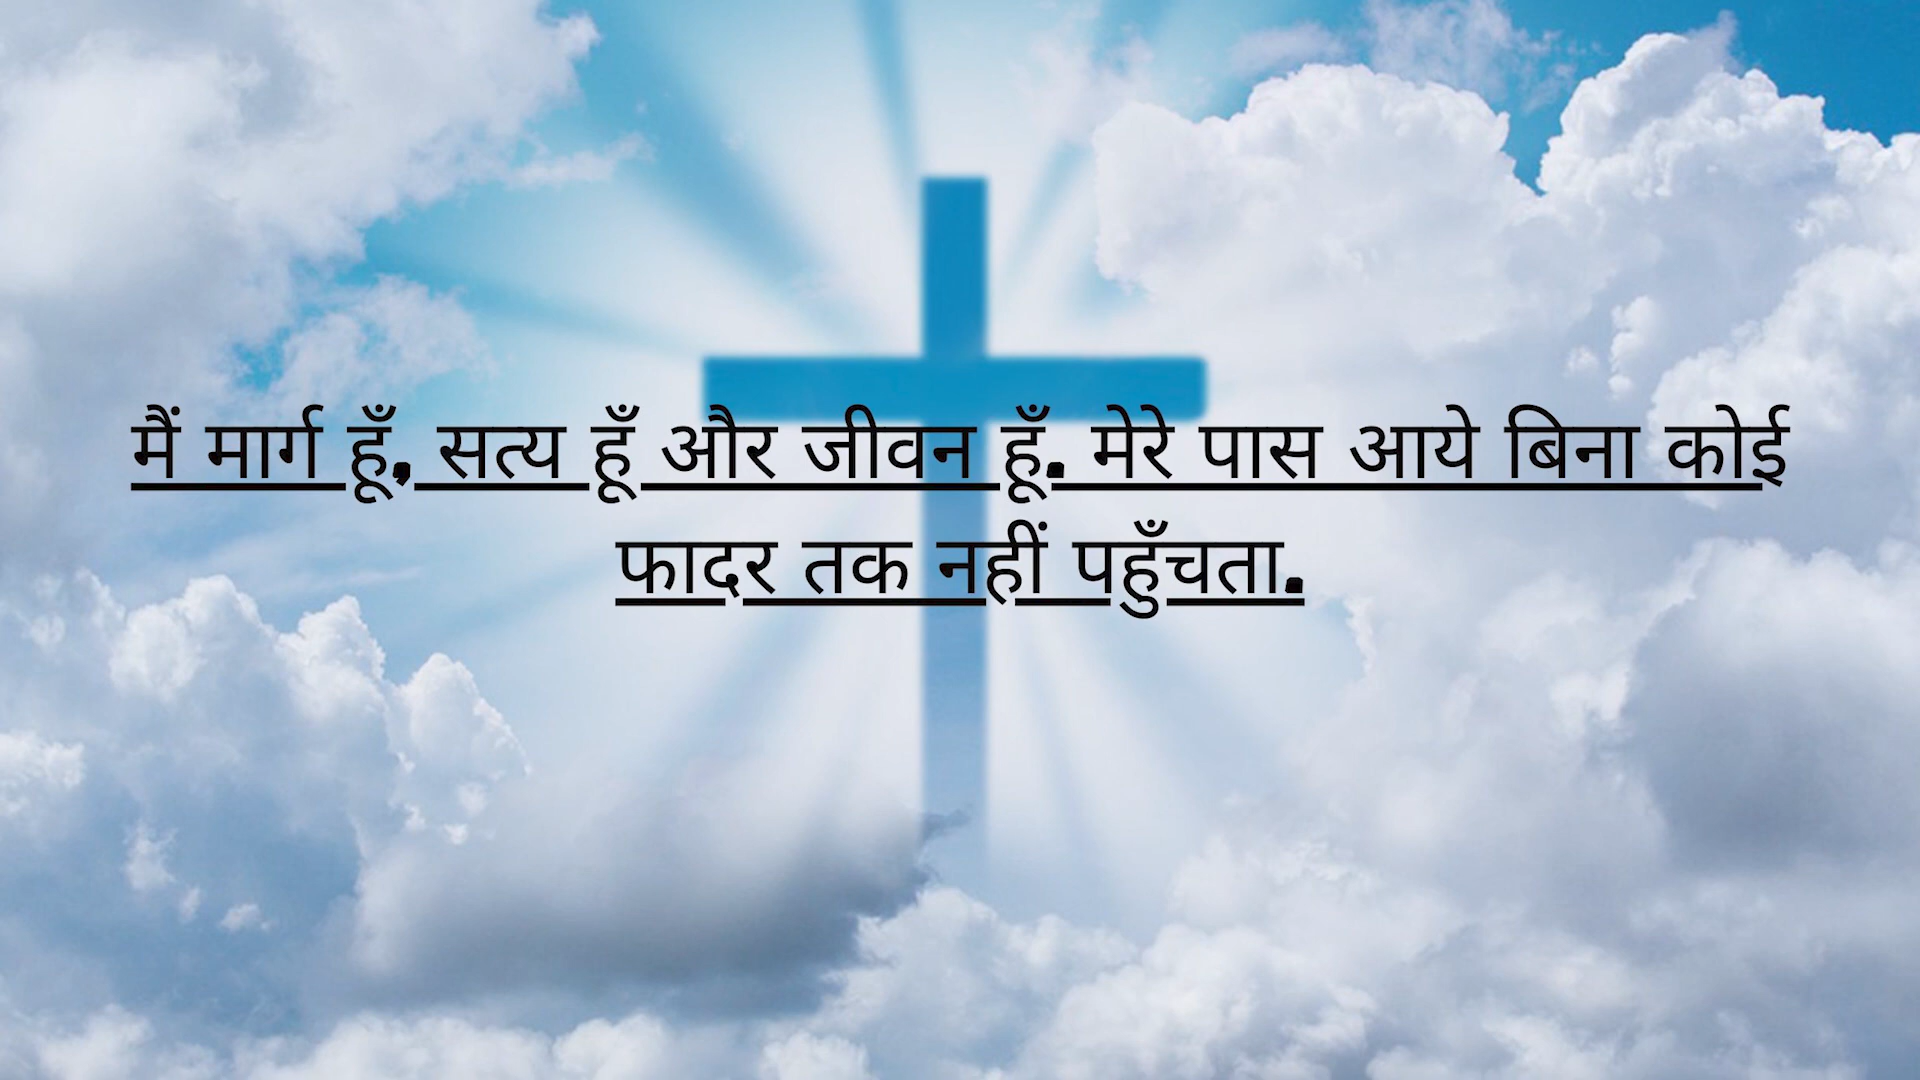 मैं मार्ग हूँ, सत्य हूँ और जीवन हूँ. मेरे पास आये बिना कोई
फादर तक नहीं पहुँचता.